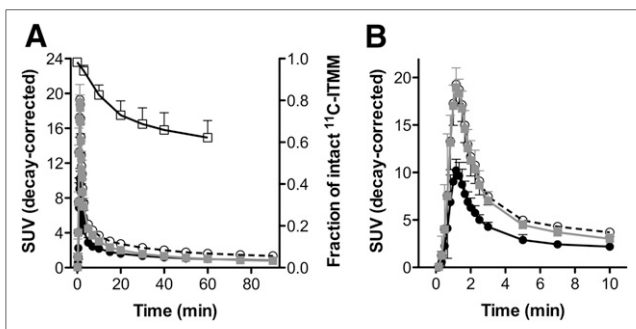 A
B
24
20
16
12
8
4
0
SUV (decay-corrected)
1.0
0.8
0.6
0.4
0.2
0.0
Fraction of intact ¹¹C-ITMM
0 20 40 60 80
Time (min)
20
15
10
5
0
SUV (decay-corrected)
0 2 4 6 8 10
Time (min)